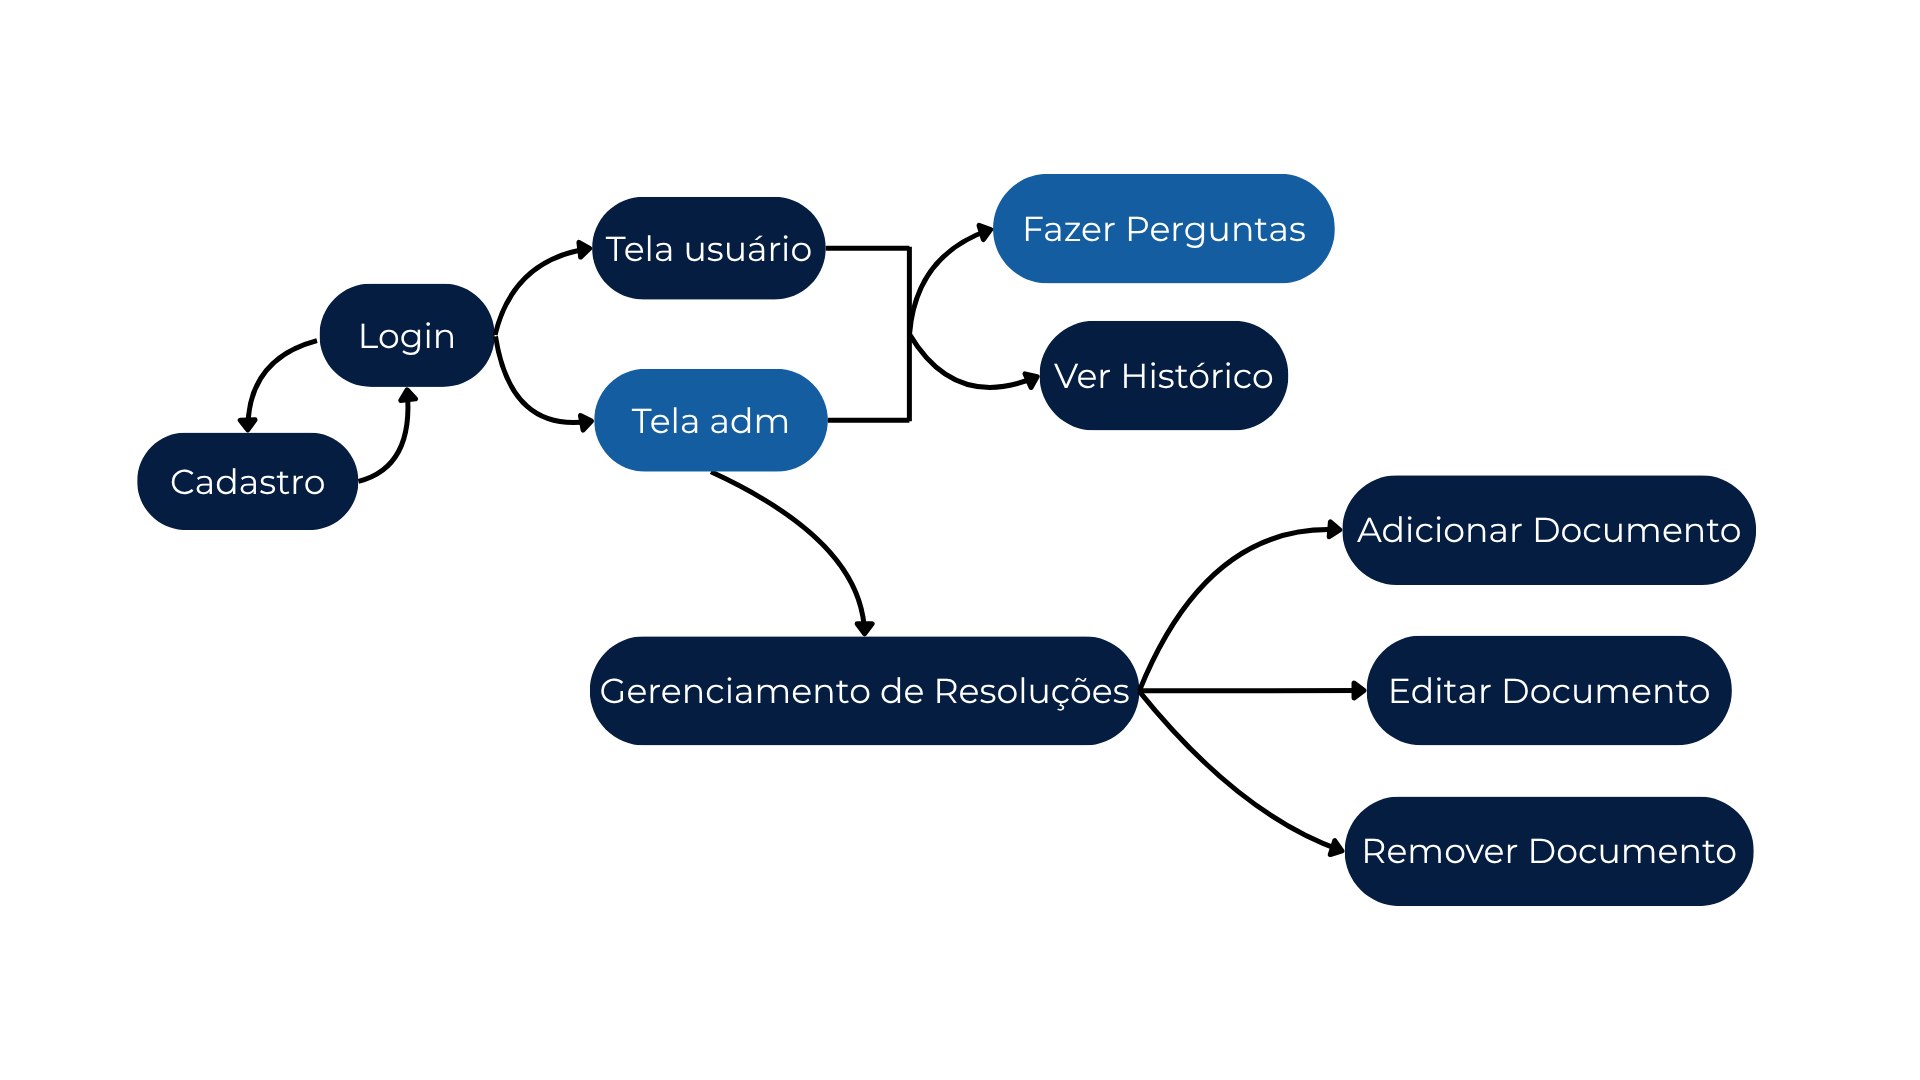 Login
Cadastro
Tela usuário
Tela adm
Fazer Perguntas
Ver Histórico
Gerenciamento de Resoluções
Adicionar Documento
Editar Documento
Remover Documento